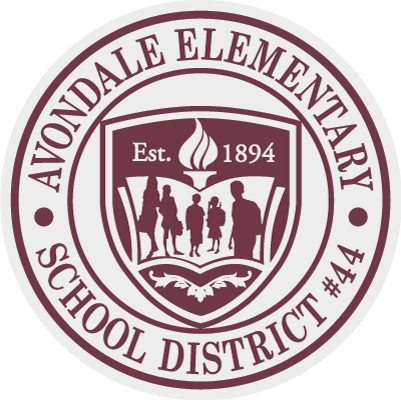 AVONDALE ELEMENTARY
Est. 1894
SCHOOL DISTRICT #44